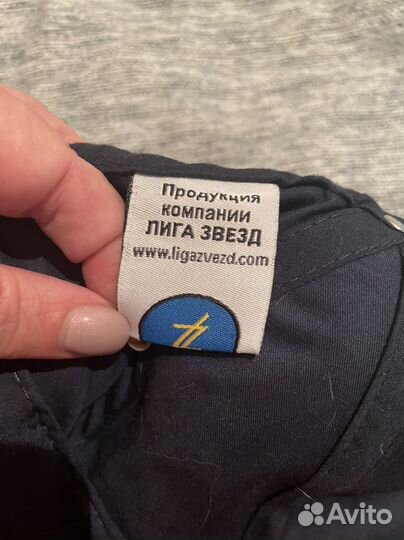 Продукция
компании
ЛИГА ЗВЕЗД
www.ligazvezd.com
Avito